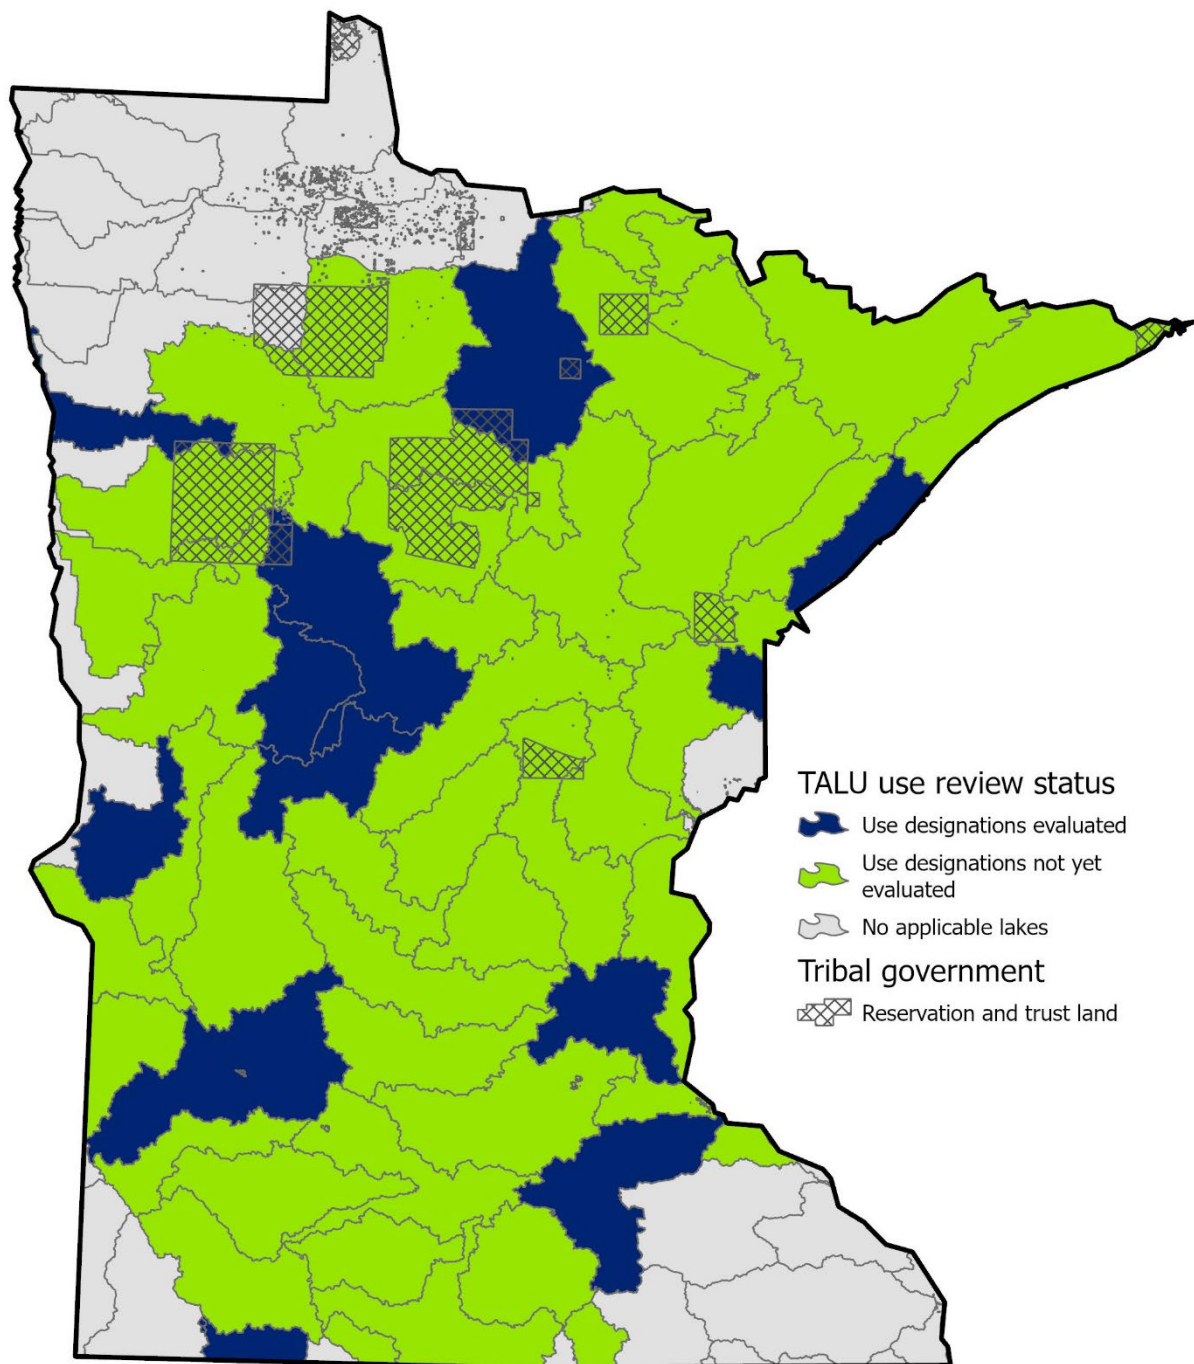 TALU use review status
Use designations evaluated
Use designations not yet
evaluated
No applicable lakes
Tribal government
Reservation and trust land